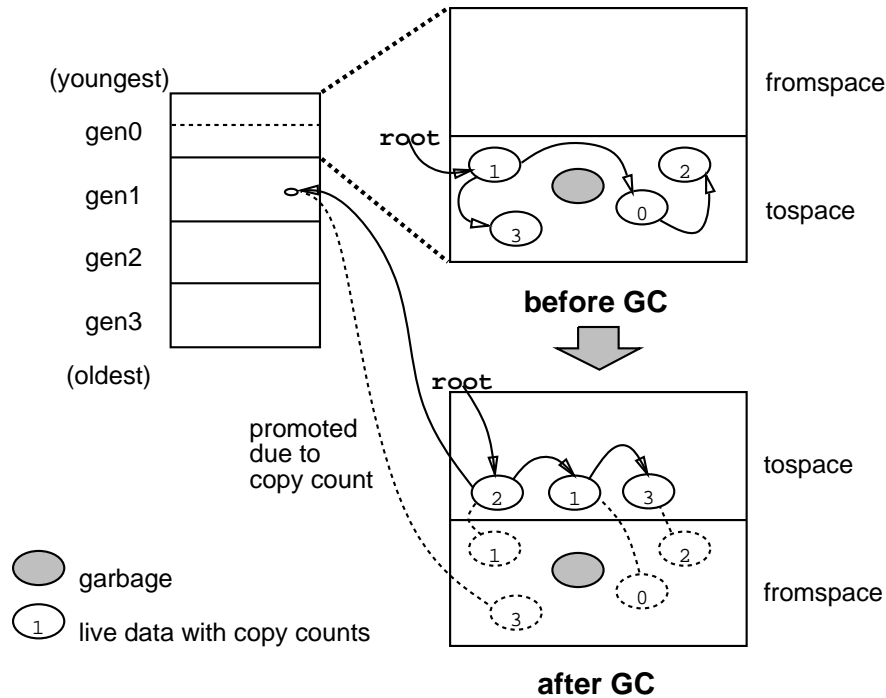 (youngest)
gen0
gen1
gen2
gen3
(oldest)
root
1
2
0
3
fromspace
tospace
before GC
root
promoted
due to
copy count
2
1
3
1
2
0
3
tospace
fromspace
after GC
garbage
1
live data with copy counts